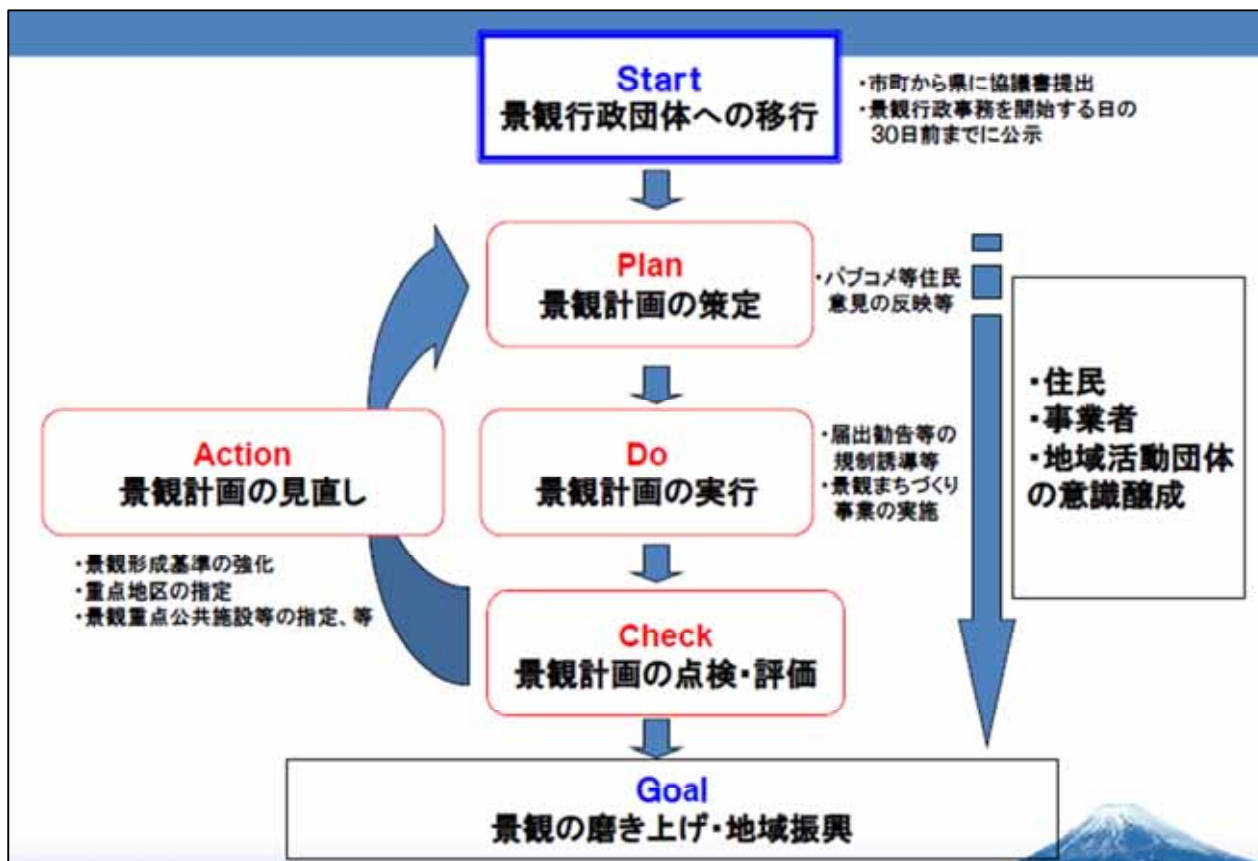 Start
景観行政団体への移行
・市町から県に協議書提出
・景観行政事務を開始する日の
30日前までに公示
Plan
景観計画の策定
・パブコメ等住民
意見の反映等
Do
景観計画の実行
・届出勧告等の
規制誘導等
・景観まちづくり
事業の実施
Action
景観計画の見直し
・景観形成基準の強化
・重点地区の指定
・景観重点公共施設等の指定、等
Check
景観計画の点検・評価
・住民
・事業者
・地域活動団体
の意識醸成
Goal
景観の磨き上げ・地域振興